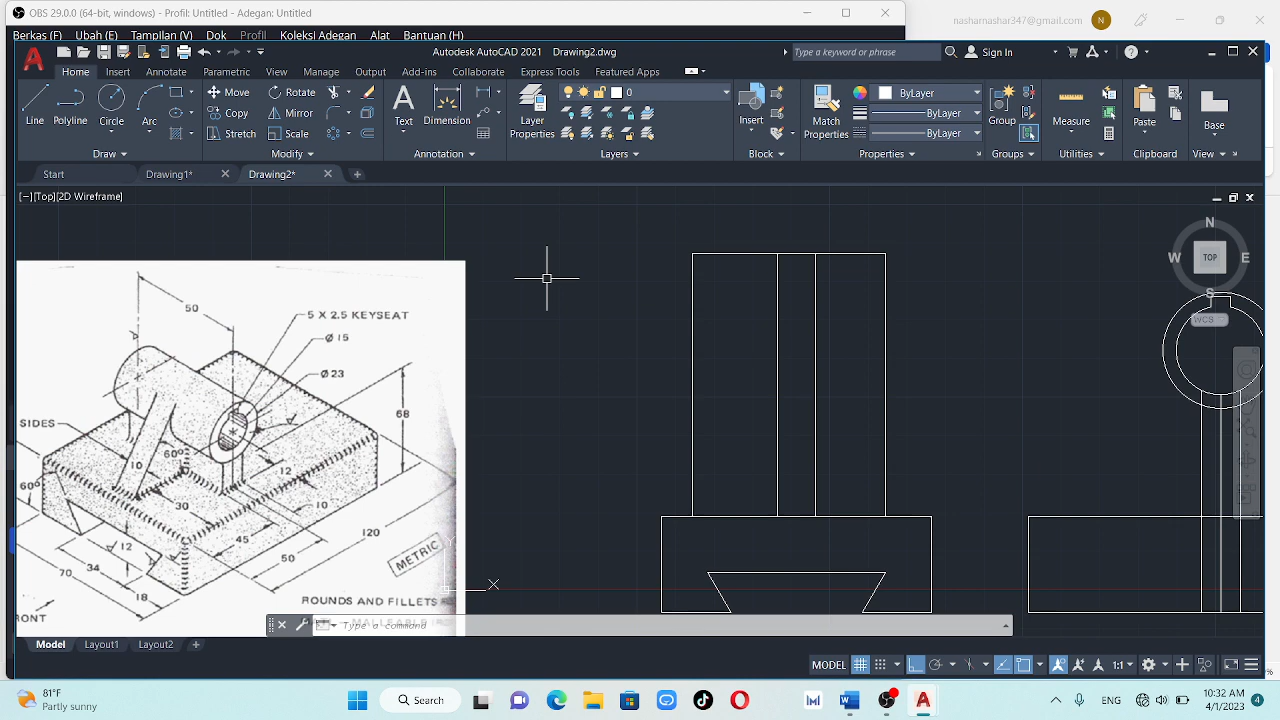 OBS 29.0.0 (64-bit, windows) - Profil: Untitled - Adegan: Untitled
nasharnashar347@gmail.com N
Berkas (F) Ubah (E) Tampilan (V) Dok Profil Koleksi Adegan Alat Bantuan (H)
Autodesk AutoCAD 2021 Drawing2.dwg
Type a keyword or phrase
Sign In
Home Insert Annotate Parametric View Manage Output Add-ins Collaborate Express Tools Featured Apps
Line Polyline Circle Arc
Move Rotate
Copy Mirror
Stretch Scale
Text Dimension
Layer Properties
0
Insert
Match Properties
ByLayer
ByLayer
ByLayer
Group
Measure
Paste
Base
Draw Modify Annotation Layers Block Properties Groups Utilities Clipboard View
Start Drawing1* Drawing2*
[−][Top][2D Wireframe]
N
W TOP E
S
WCS
50
5 X 2.5 KEYSEAT
Ø 15
Ø 23
68
SIDES
60°
10
12
60°
30
10
120
12
45
50
METRIC
34
70
18
ROUNDS AND FILLETS
RONT
Y
X
Type a command
Model Layout1 Layout2
MODEL 1:1
81°F
Partly sunny
Search
10:32 AM
4/1/2023
4